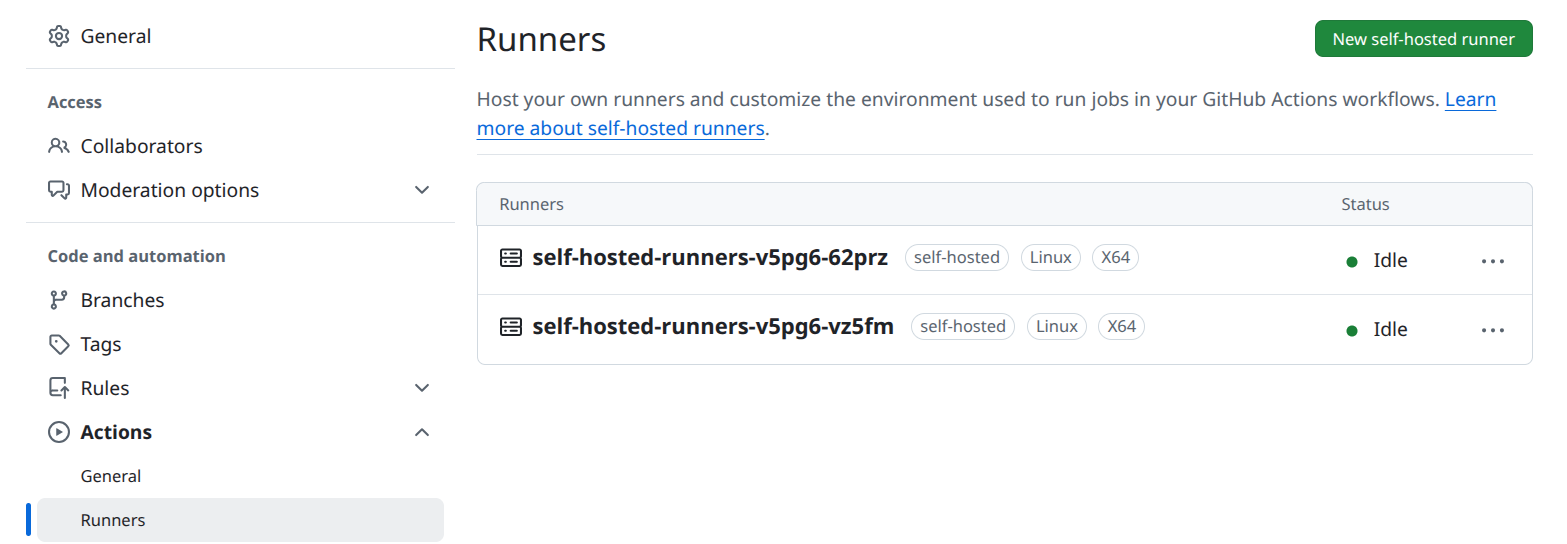 General
Access
Collaborators
Moderation options
Code and automation
Branches
Tags
Rules
Actions
General
Runners
Runners
New self-hosted runner
Host your own runners and customize the environment used to run jobs in your GitHub Actions workflows. Learn
more about self-hosted runners.
Runners Status
self-hosted-runners-v5pg6-62prz self-hosted Linux X64 Idle
self-hosted-runners-v5pg6-vz5fm self-hosted Linux X64 Idle